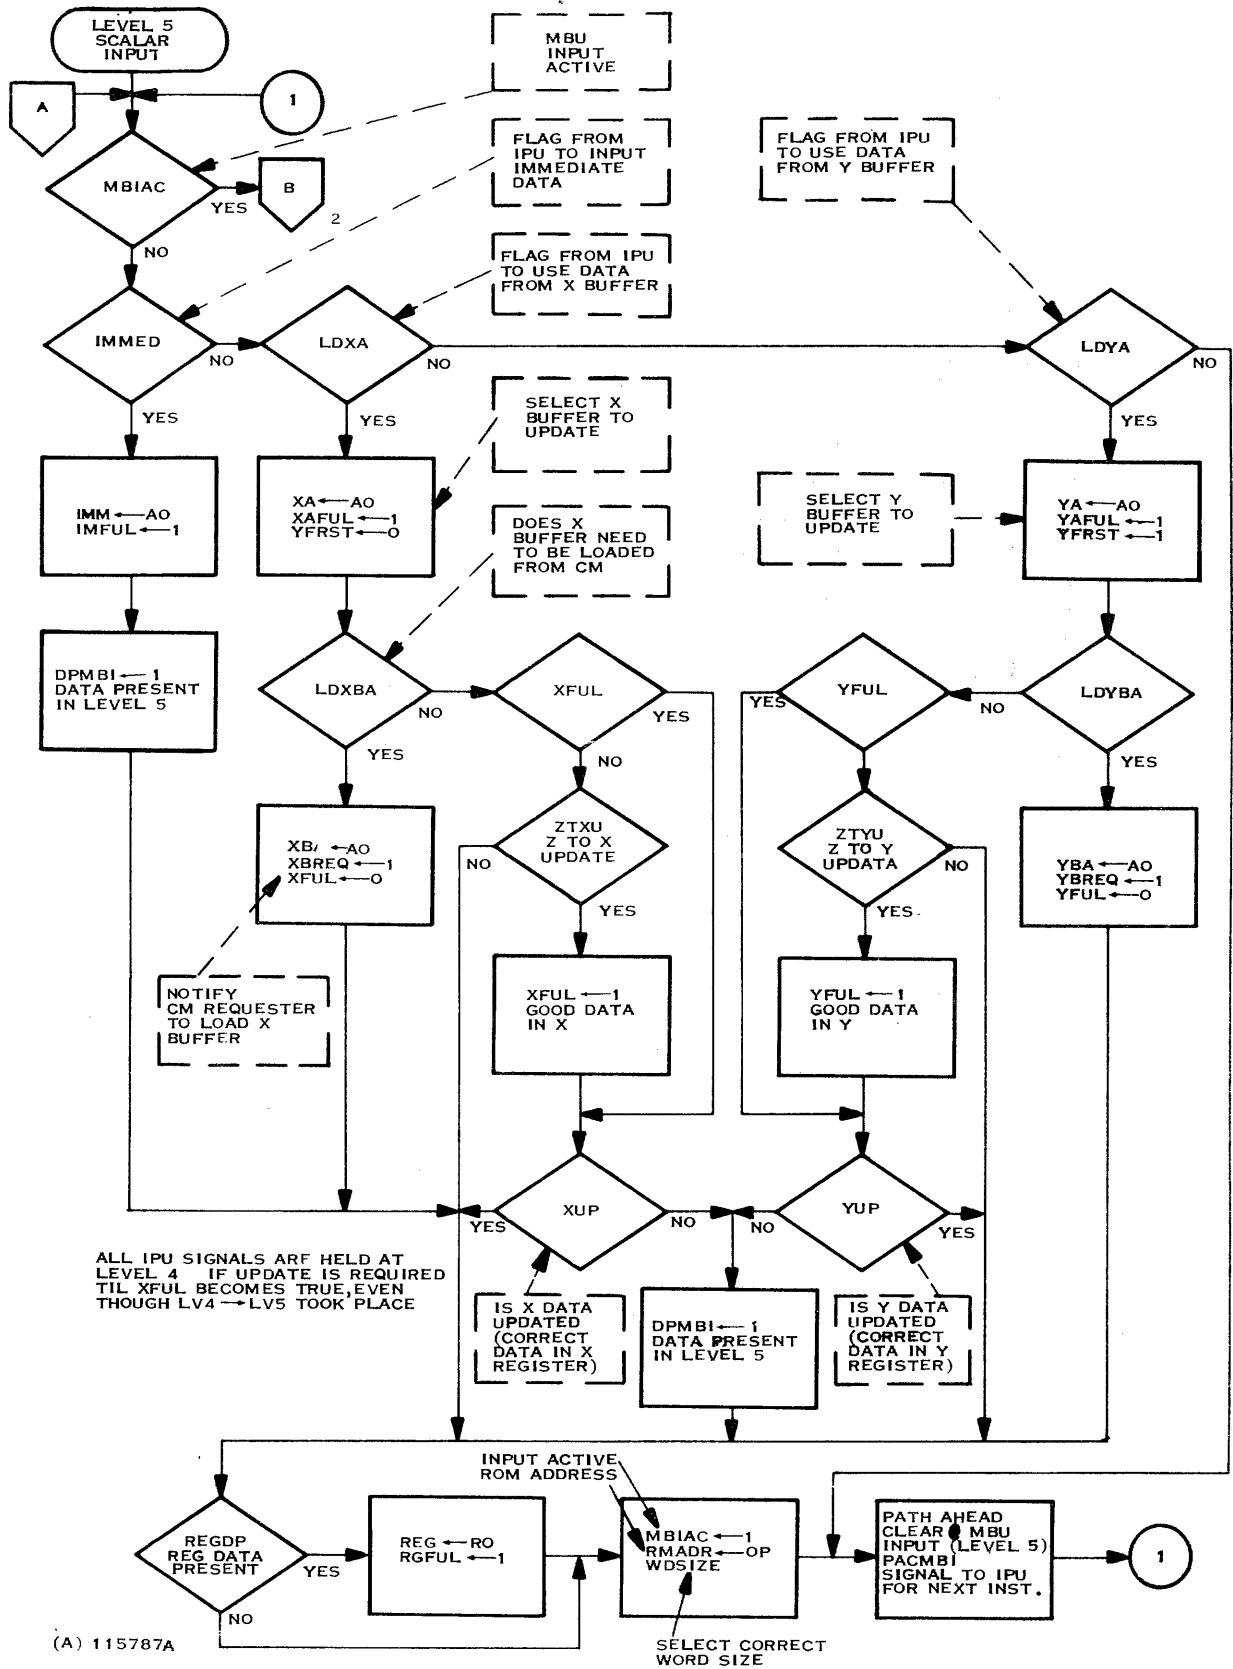 LEVEL 5
SCALAR
INPUT
MBU
INPUT
ACTIVE
A
1
FLAG FROM
IPU TO INPUT
IMMEDIATE
DATA
FLAG FROM IPU
TO USE DATA
FROM Y BUFFER
MBIAC
YES
B
2
NO
FLAG FROM IPU
TO USE DATA
FROM X BUFFER
IMMED
NO
LDXA
NO
LDYA
NO
YES
YES
YES
SELECT X
BUFFER TO
UPDATE
IMM ← AO
IMFUL ← 1
XA ← AO
XAFUL ← 1
YFRST ← O
SELECT Y
BUFFER TO
UPDATE
YA ← AO
YAFUL ← 1
YFRST ← 1
DOES X
BUFFER NEED
TO BE LOADED
FROM CM
DPMBI ← 1
DATA PRESENT
IN LEVEL 5
LDXBA
NO
YES
XFUL
YES
NO
YFUL
YES
LDYBA
NO
YES
XBA ← AO
XBREQ ← 1
XFUL ← O
ZTXU
Z TO X
UPDATE
NO
YES
ZTYU
Z TO Y
UPDATA
NO
YES
YBA ← AO
YBREQ ← 1
YFUL ← O
NOTIFY
CM REQUESTER
TO LOAD X
BUFFER
XFUL ← 1
GOOD DATA
IN X
YFUL ← 1
GOOD DATA
IN Y
XUP
YES
NO
YUP
NO
YES
ALL IPU SIGNALS ARE HELD AT
LEVEL 4 IF UPDATE IS REQUIRED
TIL XFUL BECOMES TRUE, EVEN
THOUGH LV4 → LV5 TOOK PLACE
IS X DATA
UPDATED
(CORRECT
DATA IN X
REGISTER)
DPMBI ← 1
DATA PRESENT
IN LEVEL 5
IS Y DATA
UPDATED
(CORRECT
DATA IN Y
REGISTER)
INPUT ACTIVE
ROM ADDRESS
REGDP
REG DATA
PRESENT
YES
NO
REG ← RO
RGFUL ← 1
MBIAC ← 1
RMADR ← OP
WDSIZE
PATH AHEAD
CLEAR MBU
INPUT (LEVEL 5)
PACMBI
SIGNAL TO IPU
FOR NEXT INST.
1
SELECT CORRECT
WORD SIZE
(A) 115787A